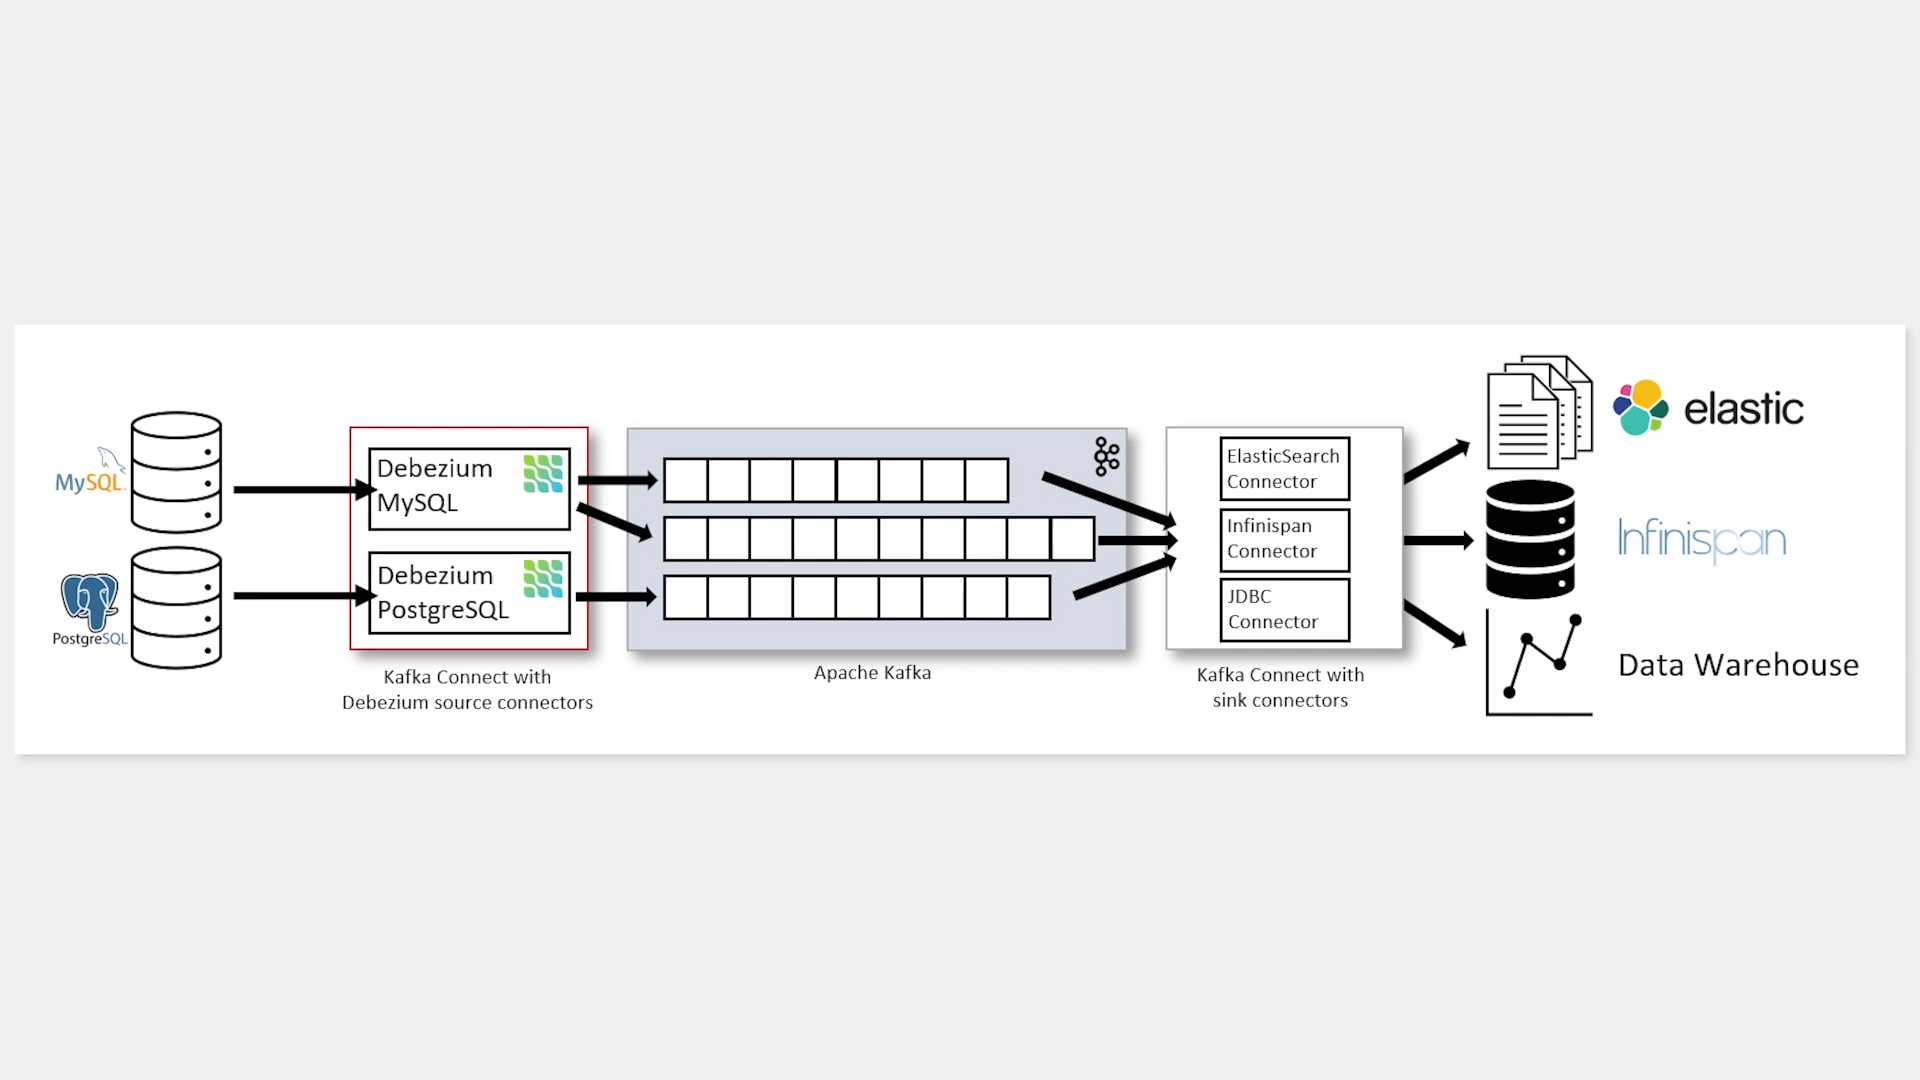 MySQL
PostgreSQL
Debezium
MySQL
Debezium
PostgreSQL
Kafka Connect with
Debezium source connectors
Apache Kafka
ElasticSearch
Connector
Infinispan
Connector
JDBC
Connector
Kafka Connect with
sink connectors
elastic
Infinispan
Data Warehouse